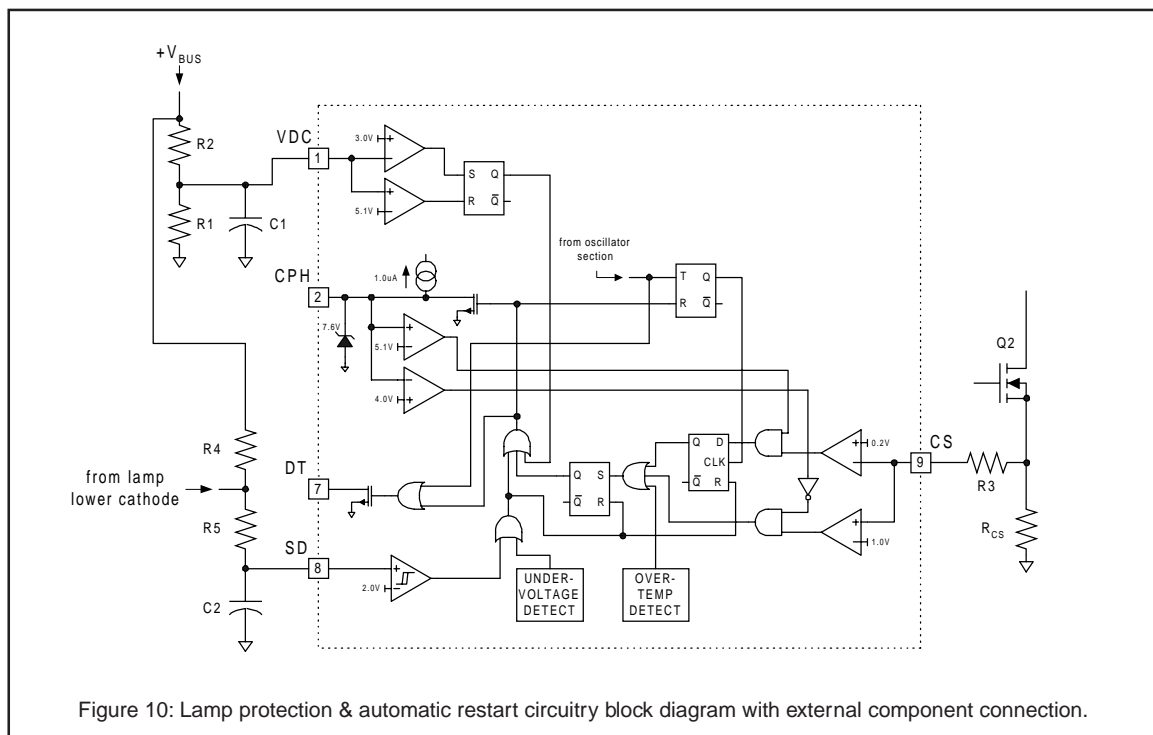 +VBUS
R2
R1
C1
VDC
1
3.0V
+
−
+
5.1V
−
S Q
R Q̅
CPH
2
1.0uA
7.6V
+
5.1V
−
−
4.0V
+
from oscillator
section
T Q
R Q̅
Q2
R4
from lamp
lower cathode
R5
DT
7
SD
8
C2
+
2.0V
−
Q S
Q̅ R
Q D
CLK
Q̅ R
+
0.2V
−
CS
9
R3
RCS
+
−
1.0V
UNDER-
VOLTAGE
DETECT
OVER-
TEMP
DETECT
Figure 10: Lamp protection & automatic restart circuitry block diagram with external component connection.